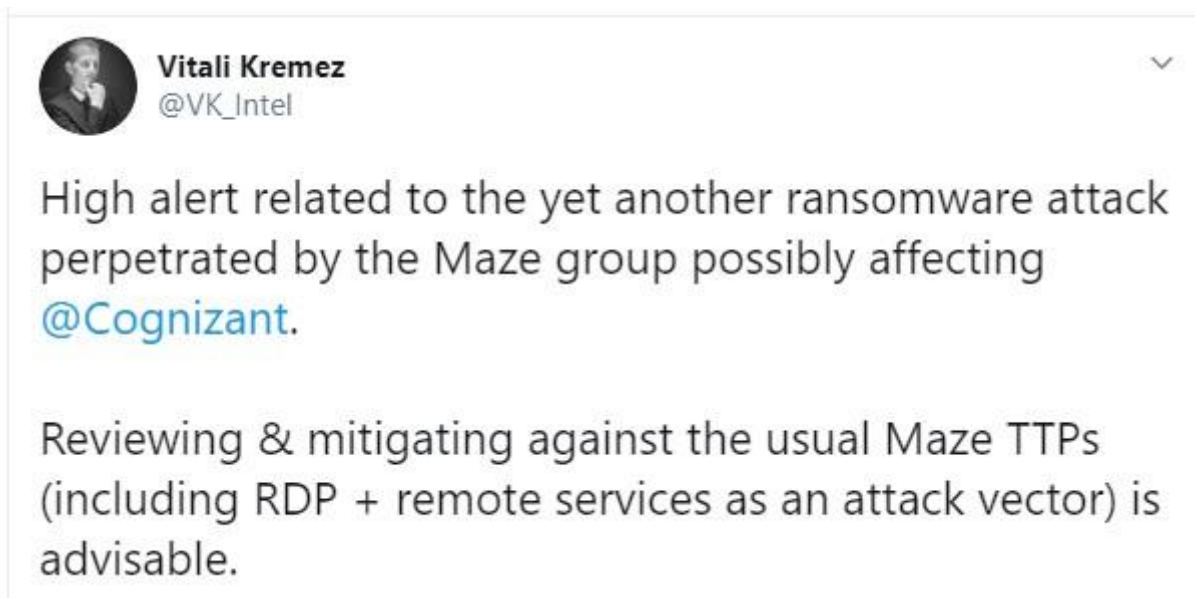 Vitali Kremez
@VK_Intel
High alert related to the yet another ransomware attack
perpetrated by the Maze group possibly affecting
@Cognizant.
Reviewing & mitigating against the usual Maze TTPs
(including RDP + remote services as an attack vector) is
advisable.